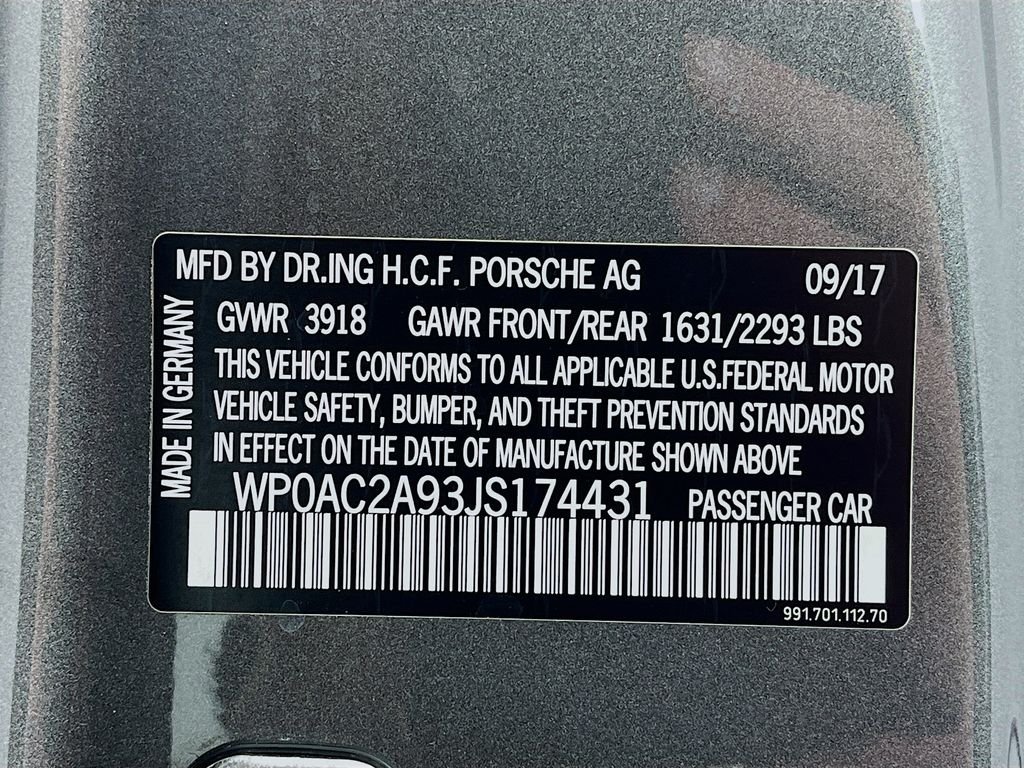 MFD BY DR.ING H.C.F. PORSCHE AG 09/17
GVWR 3918 GAWR FRONT/REAR 1631/2293 LBS
THIS VEHICLE CONFORMS TO ALL APPLICABLE U.S.FEDERAL MOTOR
VEHICLE SAFETY, BUMPER, AND THEFT PREVENTION STANDARDS
IN EFFECT ON THE DATE OF MANUFACTURE SHOWN ABOVE
WP0AC2A93JS174431 PASSENGER CAR
991.701.112.70
MADE IN GERMANY